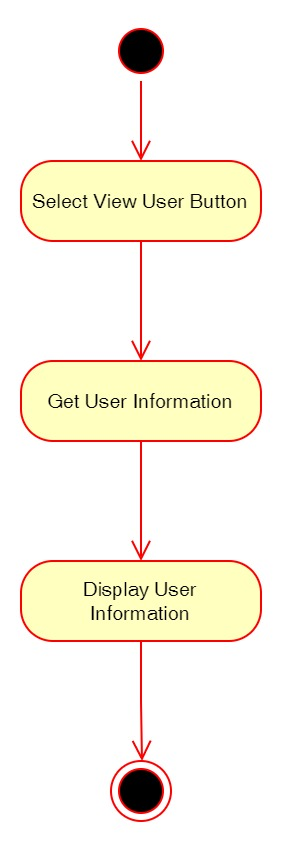 Select View User Button
Get User Information
Display User
Information